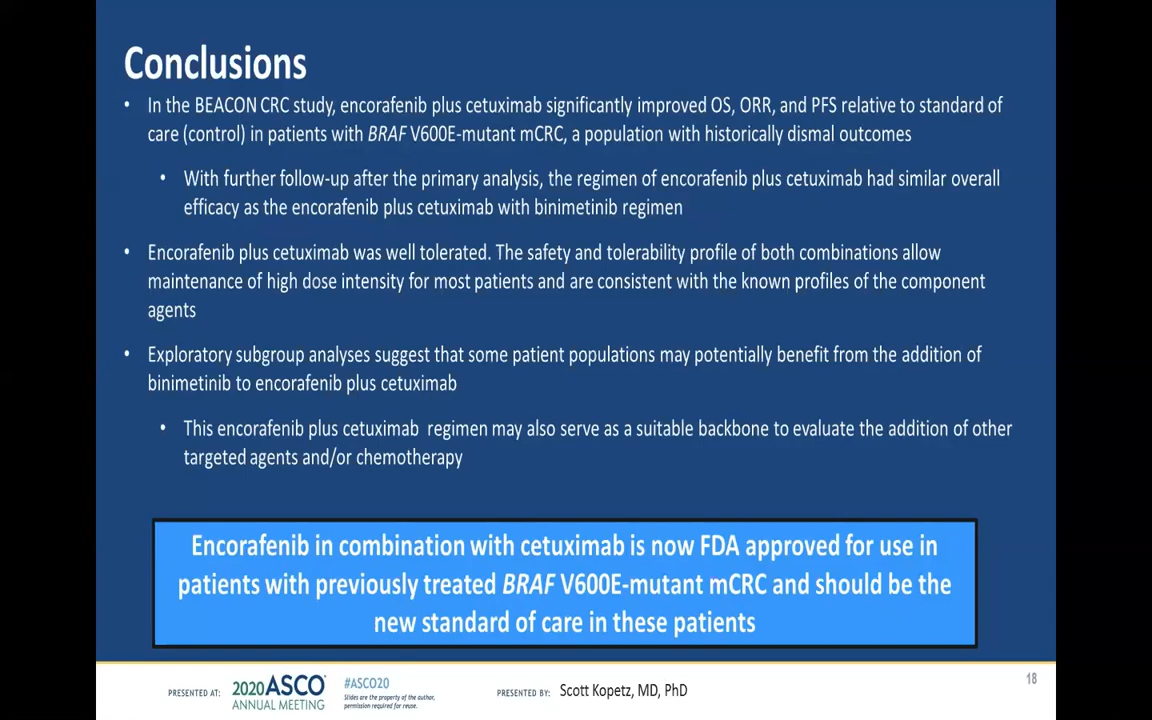 Conclusions
• In the BEACON CRC study, encorafenib plus cetuximab significantly improved OS, ORR, and PFS relative to standard of
care (control) in patients with BRAF V600E-mutant mCRC, a population with historically dismal outcomes
• With further follow-up after the primary analysis, the regimen of encorafenib plus cetuximab had similar overall
efficacy as the encorafenib plus cetuximab with binimetinib regimen
• Encorafenib plus cetuximab was well tolerated. The safety and tolerability profile of both combinations allow
maintenance of high dose intensity for most patients and are consistent with the known profiles of the component
agents
• Exploratory subgroup analyses suggest that some patient populations may potentially benefit from the addition of
binimetinib to encorafenib plus cetuximab
• This encorafenib plus cetuximab regimen may also serve as a suitable backbone to evaluate the addition of other
targeted agents and/or chemotherapy
Encorafenib in combination with cetuximab is now FDA approved for use in
patients with previously treated BRAF V600E-mutant mCRC and should be the
new standard of care in these patients
PRESENTED AT:
2020 ASCO
ANNUAL MEETING
#ASCO20
Slides are the property of the author,
permission required for reuse.
PRESENTED BY: Scott Kopetz, MD, PhD
18